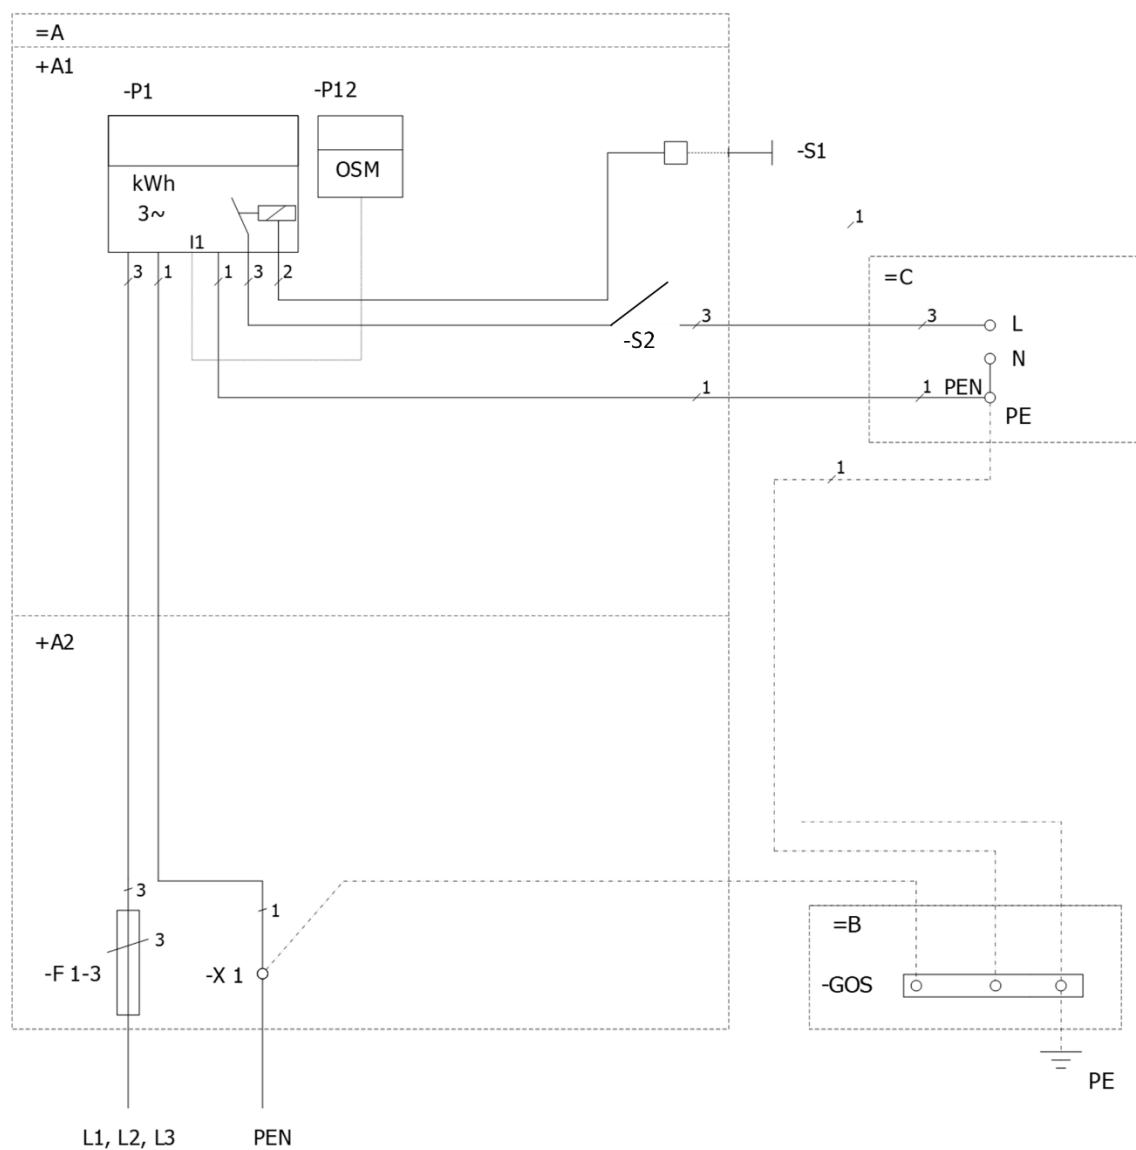 =A
+A1
-P1
-P12
OSM
kWh
3~
I1
-S1
3
1
1
3
2
1
=C
3
3
L
-S2
N
1
1
PEN
PE
1
+A2
3
1
3
-F 1-3
-X 1
=B
-GOS
PE
L1, L2, L3
PEN